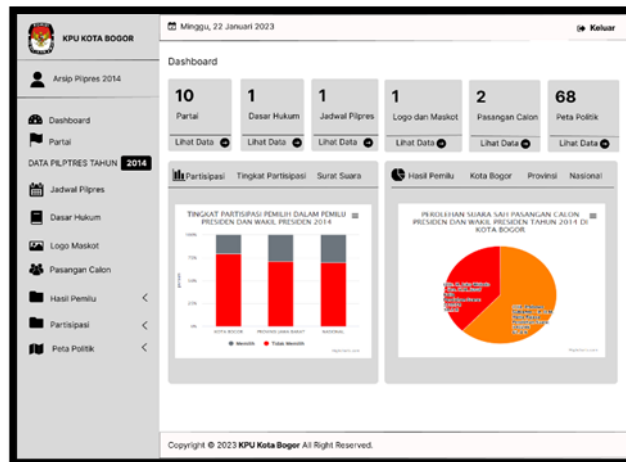 KPU KOTA BOGOR
Minggu, 22 Januari 2023
Keluar
Arsip Pilpres 2014
Dashboard
Partai
DATA PILPTRES TAHUN 2014
Jadwal Pilpres
Dasar Hukum
Logo Maskot
Pasangan Calon
Hasil Pemilu
Partisipasi
Peta Politik
Dashboard
10
Partai
Lihat Data
1
Dasar Hukum
Lihat Data
1
Jadwal Pilpres
Lihat Data
1
Logo dan Maskot
Lihat Data
2
Pasangan Calon
Lihat Data
68
Peta Politik
Lihat Data
Partisipasi Tingkat Partisipasi Surat Suara
TINGKAT PARTISIPASI PEMILIH DALAM PEMILU
PRESIDEN DAN WAKIL PRESIDEN 2014
100%
75%
50%
25%
0%
KOTA BOGOR PROVINSI JAWA BARAT NASIONAL
Memilih Tidak Memilih
Hasil Pemilu Kota Bogor Provinsi Nasional
PEROLEHAN SUARA SAH PASANGAN CALON
PRESIDEN DAN WAKIL PRESIDEN TAHUN 2014 DI
KOTA BOGOR
Copyright © 2023 KPU Kota Bogor All Right Reserved.